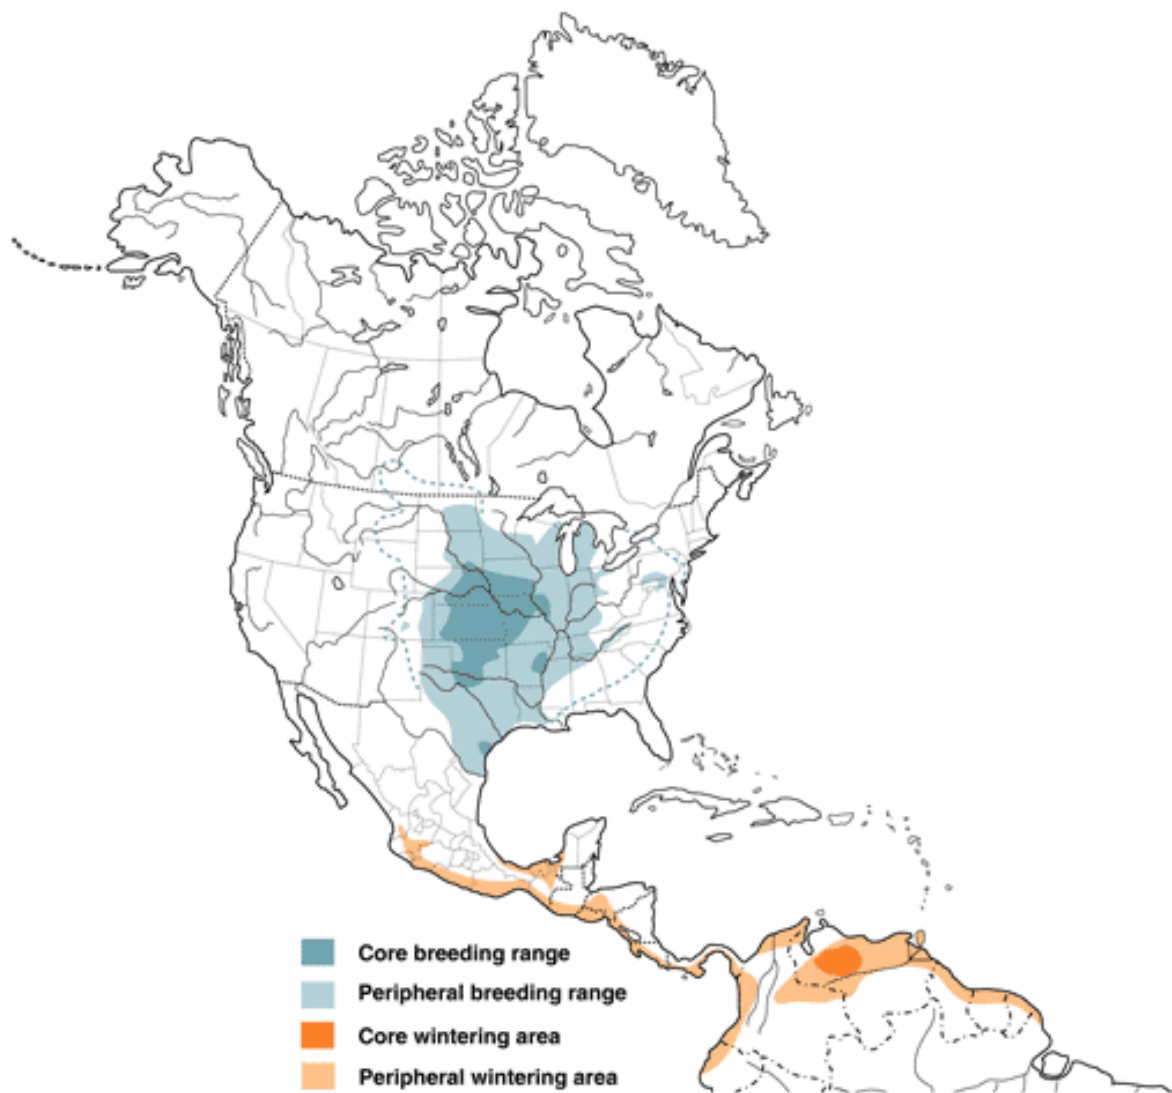 Core breeding range
Peripheral breeding range
Core wintering area
Peripheral wintering area